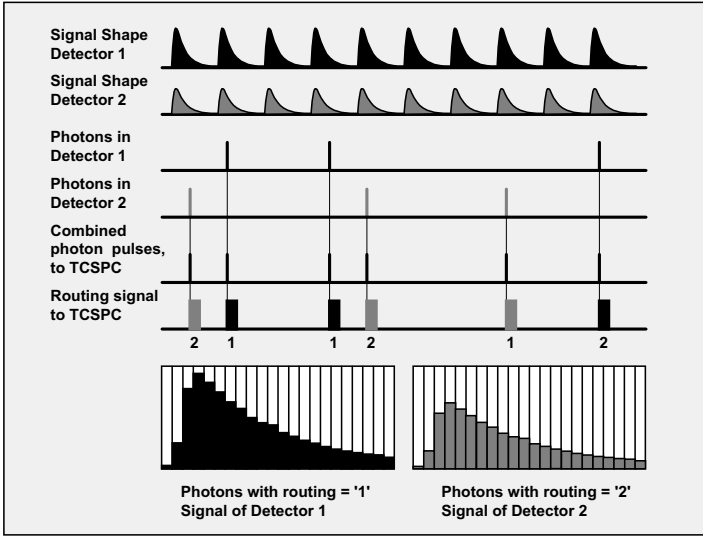 Signal Shape
Detector 1
Signal Shape
Detector 2
Photons in
Detector 1
Photons in
Detector 2
Combined
photon pulses,
to TCSPC
Routing signal
to TCSPC
2 1 1 2 1 2
Photons with routing = '1'
Signal of Detector 1
Photons with routing = '2'
Signal of Detector 2